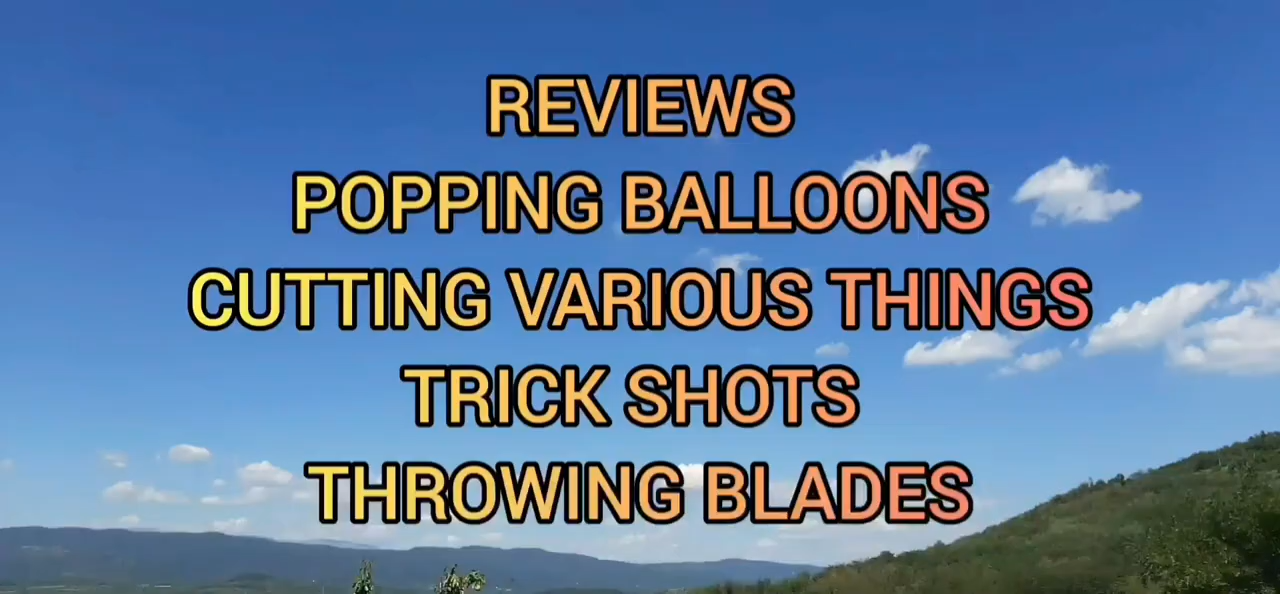 REVIEWS
POPPING BALLOONS
CUTTING VARIOUS THINGS
TRICK SHOTS
THROWING BLADES